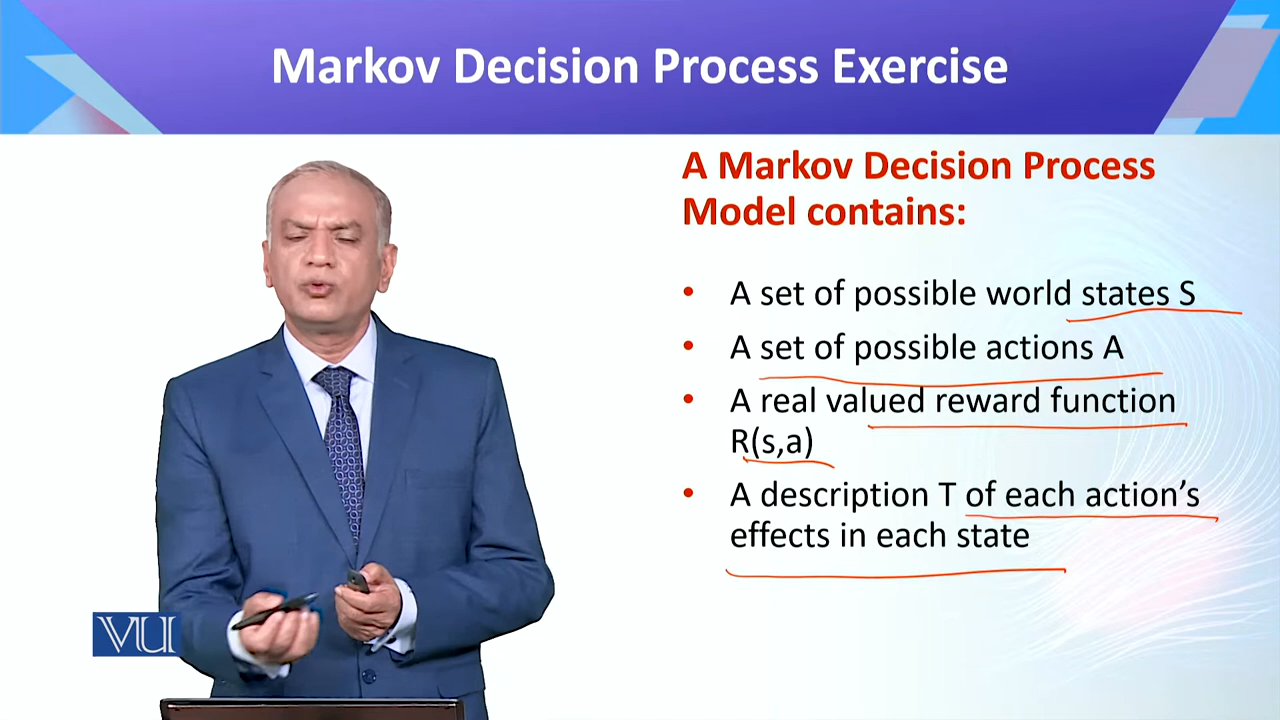 Markov Decision Process Exercise
A Markov Decision Process
Model contains:
• A set of possible world states S
• A set of possible actions A
• A real valued reward function
R(s,a)
• A description T of each action’s
effects in each state
VU